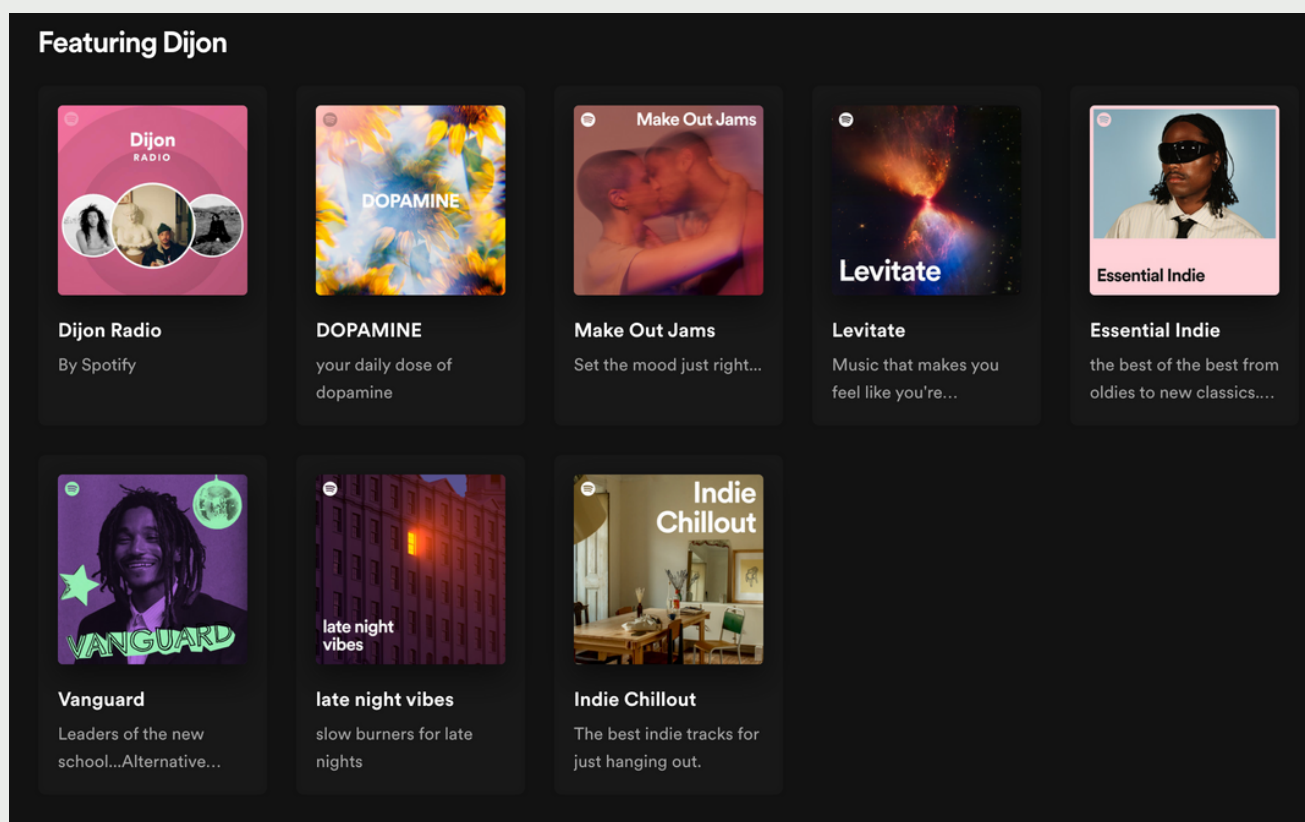 Featuring Dijon
Dijon
RADIO
DOPAMINE
Make Out Jams
Levitate
Essential Indie
Dijon Radio
DOPAMINE
Make Out Jams
Levitate
Essential Indie
By Spotify
your daily dose of
dopamine
Set the mood just right...
Music that makes you
feel like you're...
the best of the best from
oldies to new classics....
VANGUARD
late night
vibes
Indie
Chillout
Vanguard
late night vibes
Indie Chillout
Leaders of the new
school...Alternative...
slow burners for late
nights
The best indie tracks for
just hanging out.